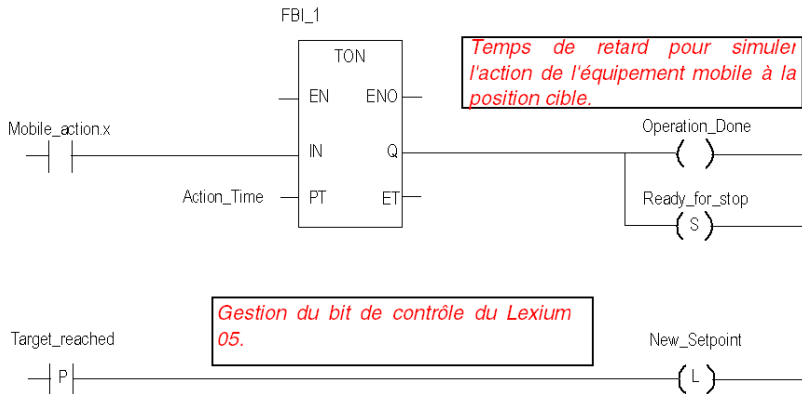 FBI_1
TON
EN ENO
IN Q
PT ET
Mobile_action.x
Action_Time
Temps de retard pour simuler
l'action de l'équipement mobile à la
position cible.
Operation_Done
Ready_for_stop
S
Gestion du bit de contrôle du Lexium
05.
Target_reached
P
New_Setpoint
L